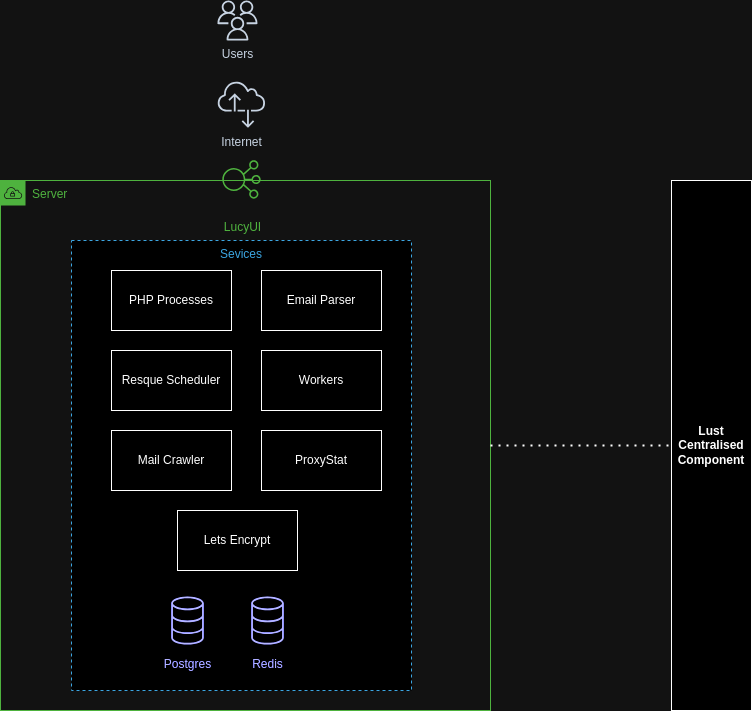 Users
Internet
Server
LucyUI
Sevices
PHP Processes
Email Parser
Resque Scheduler
Workers
Mail Crawler
ProxyStat
Lets Encrypt
Postgres
Redis
Lust
Centralised
Component